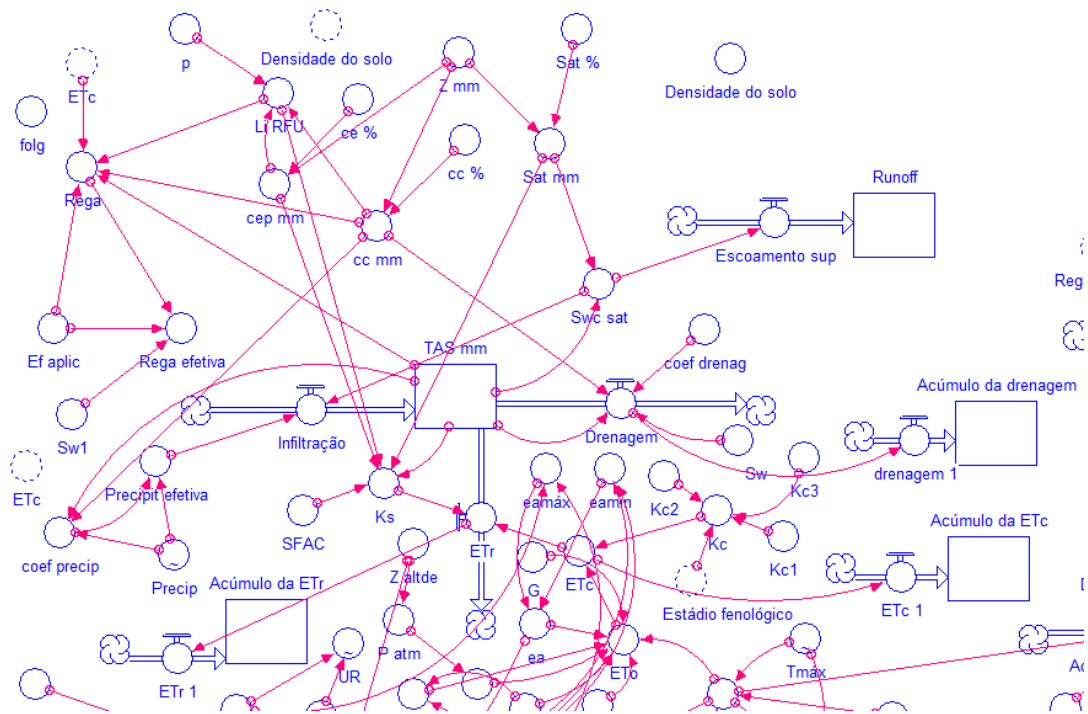 p
Densidade do solo
Z mm
Sat %
Densidade do solo
ETc
folg
Li RFU
ce %
cc %
Sat mm
Runoff
Rega
cep mm
cc mm
Escoamento sup
Swc sat
Ef aplic
Rega efetiva
TAS mm
coef drenag
Acúmulo da drenagem
Sw1
Infiltração
Drenagem
Sw
drenagem 1
ETc
Precipit efetiva
eamáx
eamin
Kc2
Kc3
Kc
SFAC
Ks
ETr
Kc1
Acúmulo da ETc
coef precip
Precip
Z altde
G
ETc
Estádio fenológico
ETc 1
Acúmulo da ETr
ETr 1
UR
P atm
ea
ETo
Tmax